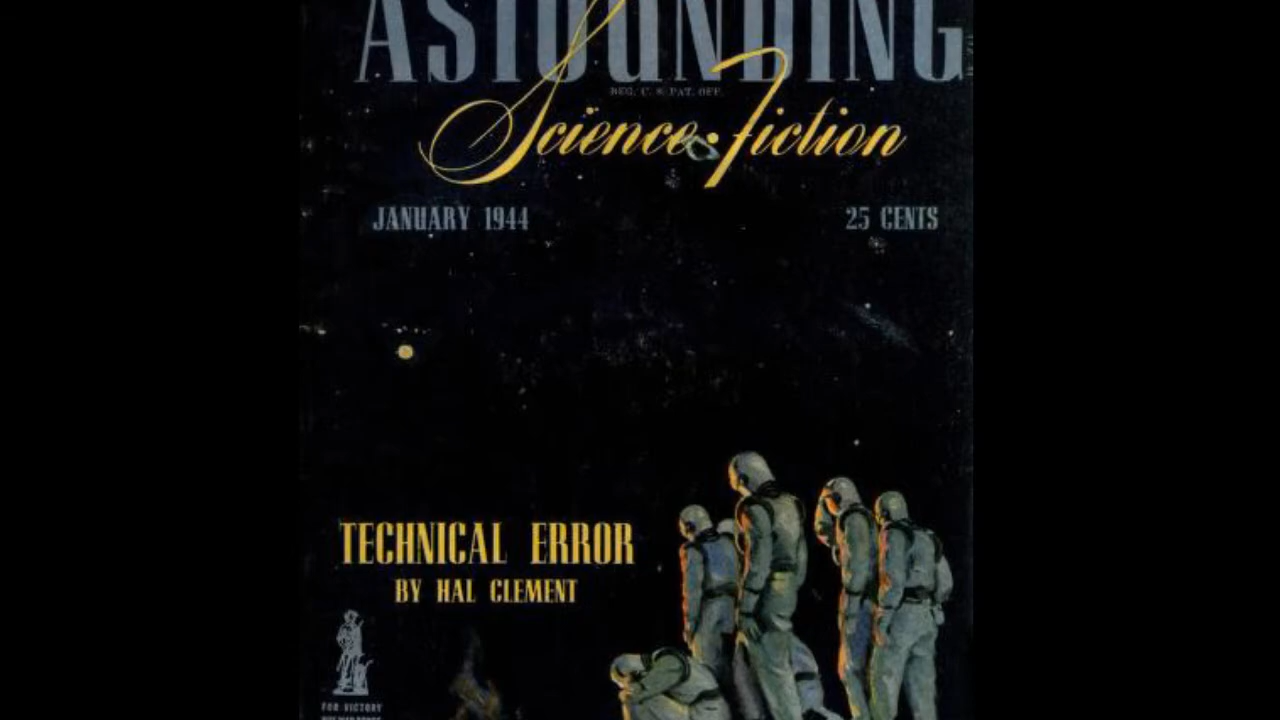 ASTOUNDING
REG. U. S. PAT. OFF.
Science-Fiction
JANUARY 1944
25 CENTS
TECHNICAL ERROR
BY HAL CLEMENT
FOR VICTORY